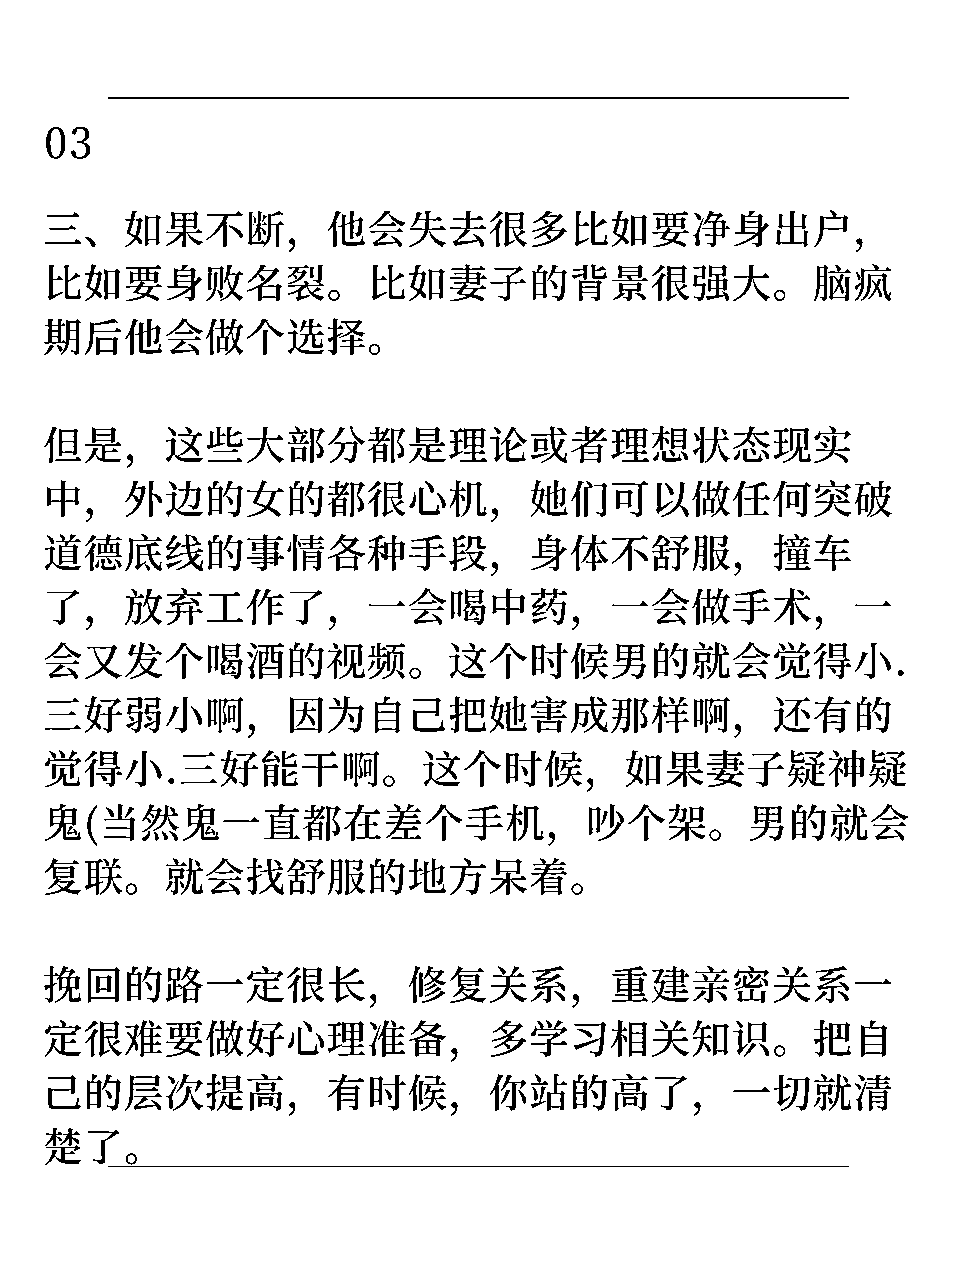 03
三、如果不断，他会失去很多比如要净身出户，
比如要身败名裂。比如妻子的背景很强大。脑疯
期后他会做个选择。
但是，这些大部分都是理论或者理想状态现实
中，外边的女的都很心机，她们可以做任何突破
道德底线的事情各种手段，身体不舒服，撞车
了，放弃工作了，一会喝中药，一会做手术，一
会又发个喝酒的视频。这个时候男的就会觉得小.
三好弱小啊，因为自己把她害成那样啊，还有的
觉得小.三好能干啊。这个时候，如果妻子疑神疑
鬼(当然鬼一直都在差个手机，吵个架。男的就会
复联。就会找舒服的地方呆着。
挽回的路一定很长，修复关系，重建亲密关系一
定很难要做好心理准备，多学习相关知识。把自
己的层次提高，有时候，你站的高了，一切就清
楚了。